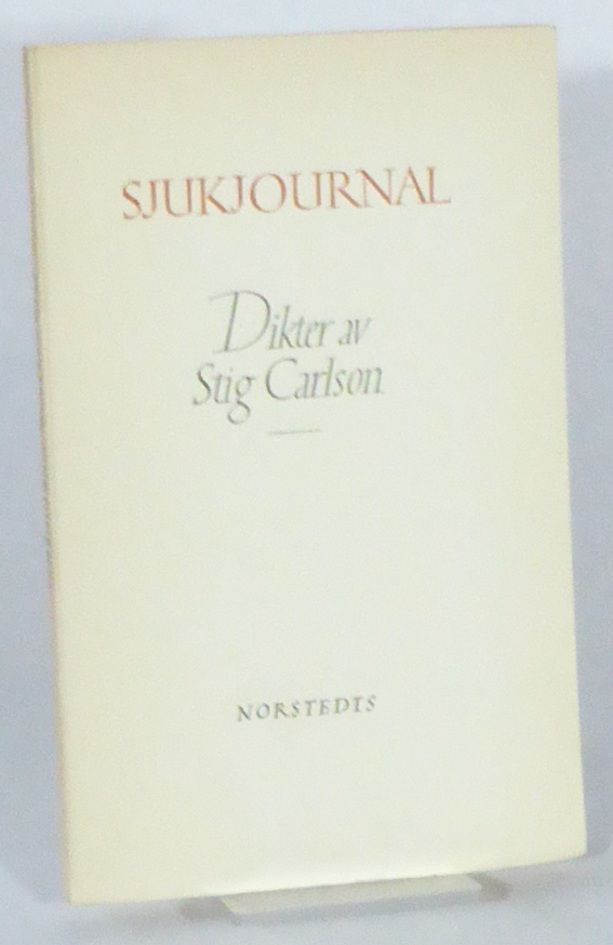 SJUKJOURNAL
Dikter av
Stig Carlson
NORSTEDTS